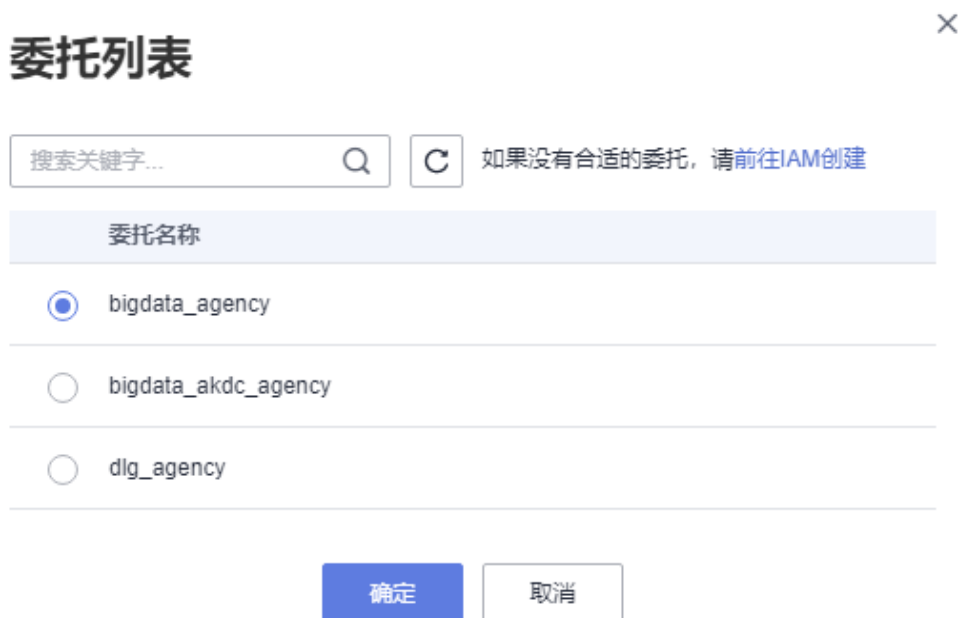 委托列表
搜索关键字...
如果没有合适的委托，请前往IAM创建
委托名称
bigdata_agency
bigdata_akdc_agency
dlg_agency
确定 取消